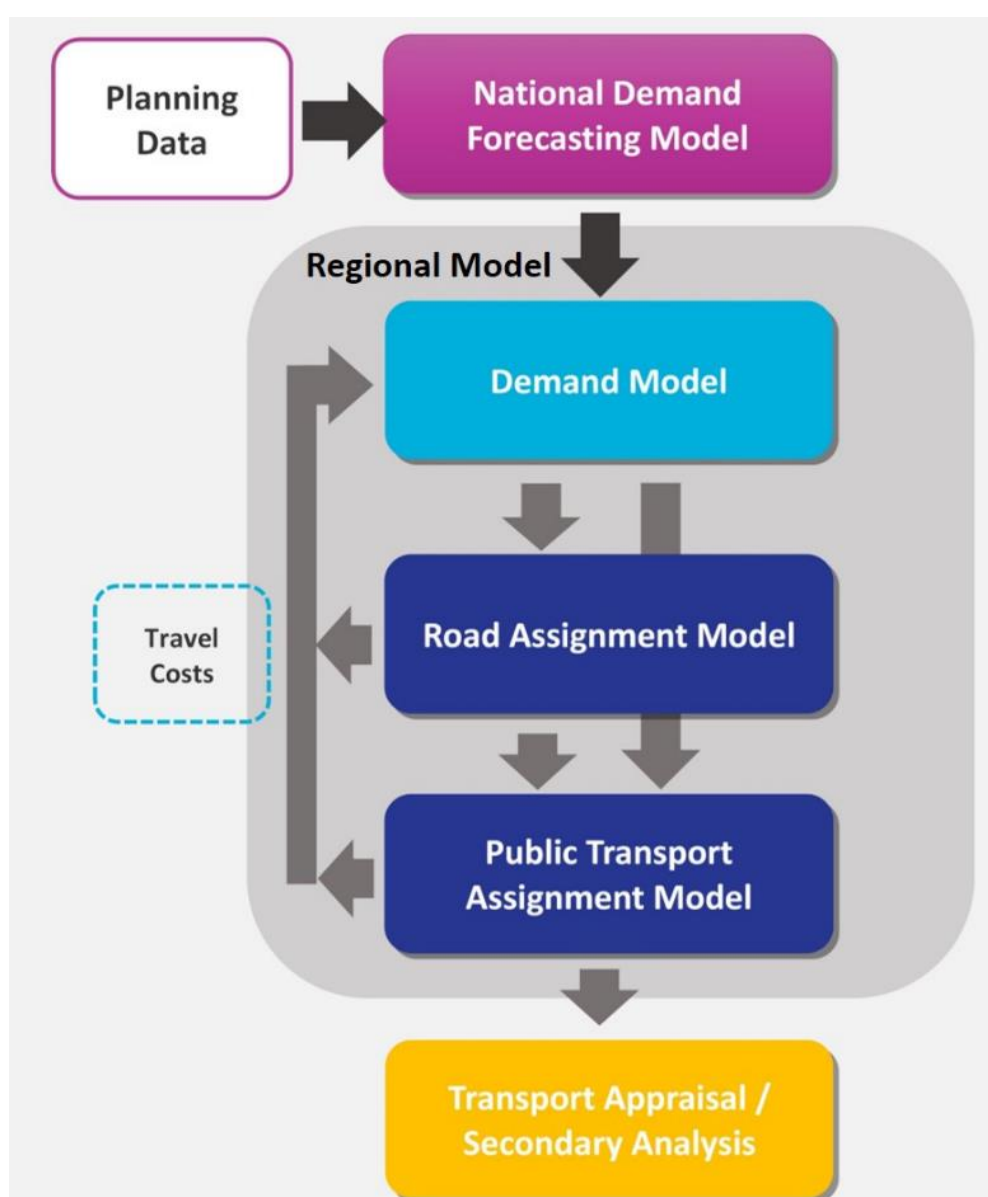 Planning
Data
National Demand
Forecasting Model
Regional Model
Demand Model
Road Assignment Model
Travel
Costs
Public Transport
Assignment Model
Transport Appraisal /
Secondary Analysis